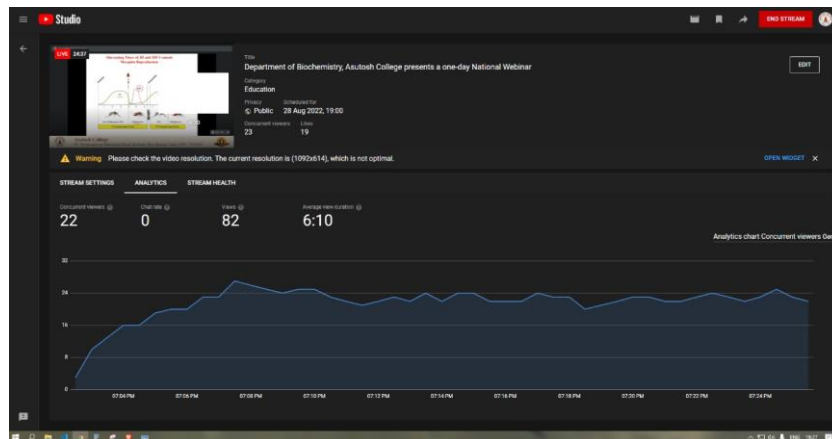 Studio
END STREAM
LIVE 24:37
Title
Department of Biochemistry, Asutosh College presents a one-day National Webinar
EDIT
Category
Education
Privacy Scheduled for
Public 28 Aug 2022, 19:00
Concurrent viewers Likes
23 19
Asutosh College
Warning Please check the video resolution. The current resolution is (1092x614), which is not optimal.
OPEN WIDGET X
STREAM SETTINGS ANALYTICS STREAM HEALTH
Concurrent viewers Chat rate Views Average view duration
22 0 82 6:10
Analytics chart Concurrent viewers
32
24
16
8
0
07:04 PM 07:06 PM 07:08 PM 07:10 PM 07:12 PM 07:14 PM 07:16 PM 07:18 PM 07:20 PM 07:22 PM 07:24 PM
ENG